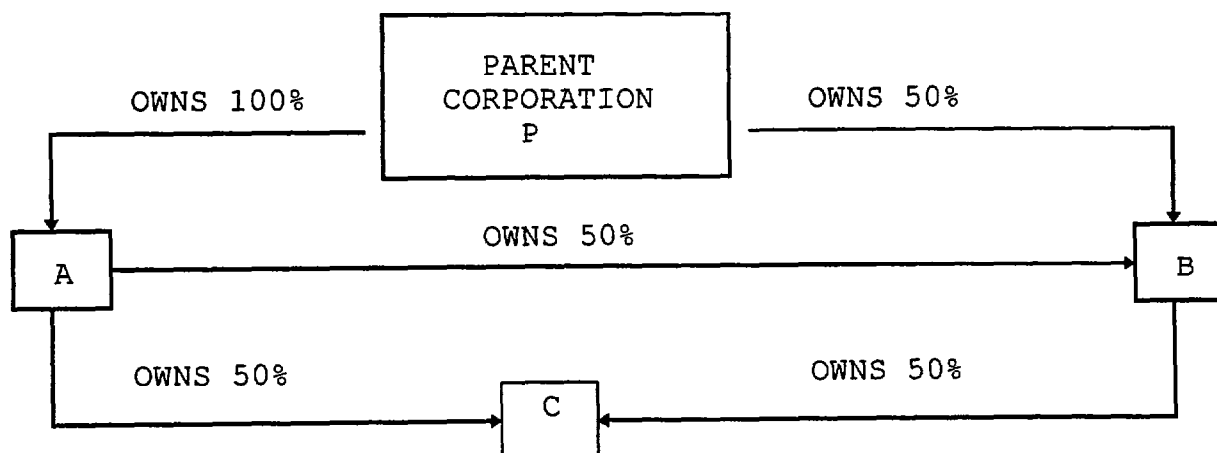 PARENT
CORPORATION
P
OWNS 100%
OWNS 50%
OWNS 50%
A
B
OWNS 50%
OWNS 50%
C